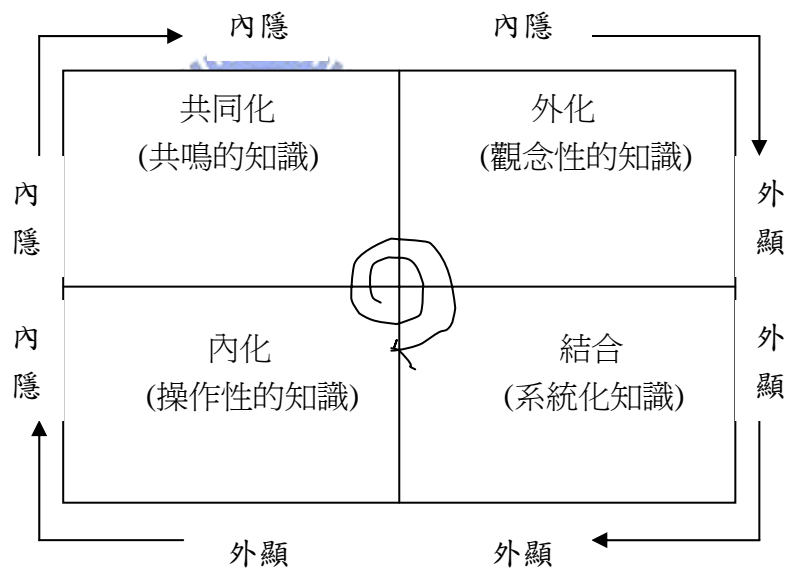 內隱 內隱
共同化 外化
(共鳴的知識) (觀念性的知識)
內 外
隱 顯
內化 結合
(操作性的知識) (系統化知識)
內 外
隱 顯
外顯 外顯